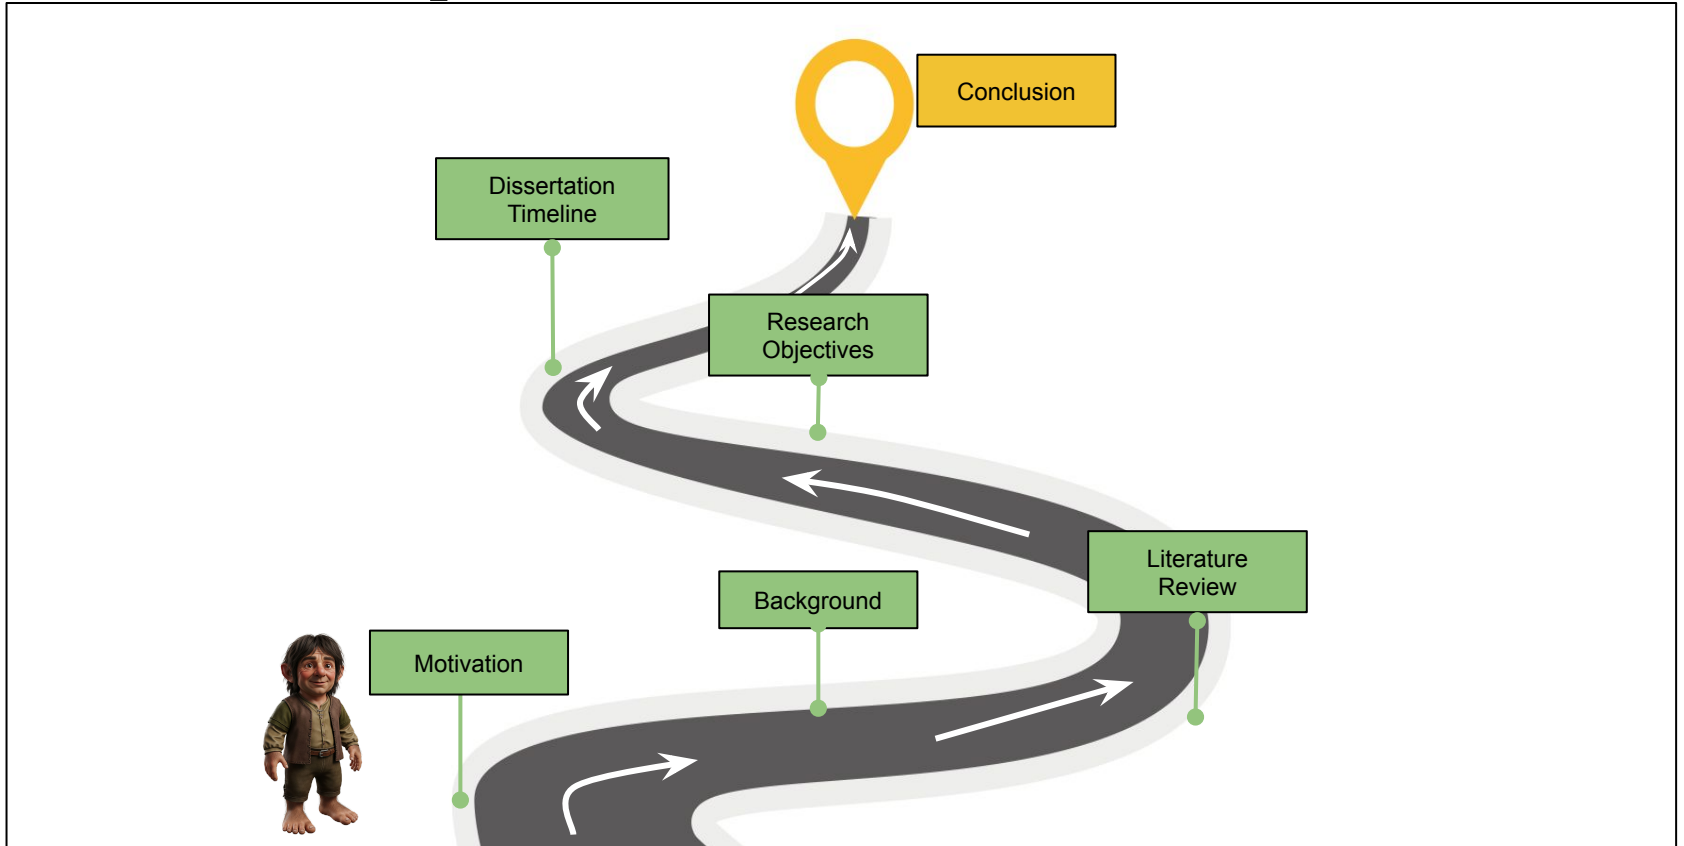 Conclusion
Dissertation
Timeline
Research
Objectives
Literature
Review
Background
Motivation